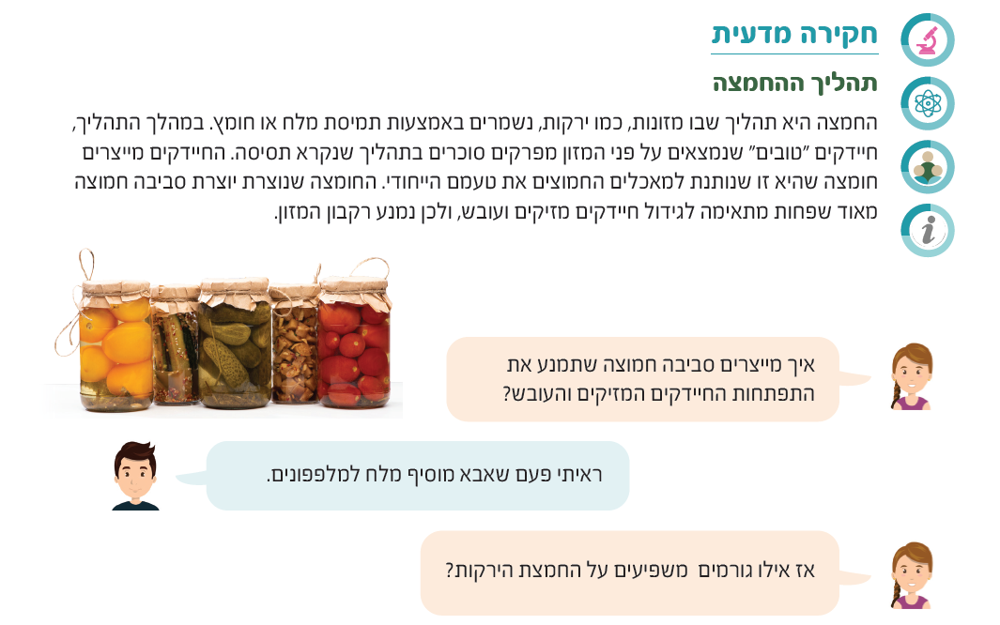 חקירה מדעית
תהליך ההחמצה
החמצה היא תהליך שבו מזונות, כמו ירקות, נשמרים באמצעות תמיסת מלח או חומץ. במהלך התהליך,
חיידקים "טובים" שנמצאים על פני המזון מפרקים סוכרים בתהליך שנקרא תסיסה. החיידקים מייצרים
חומצה שהיא זו שנותנת למאכלים החמוצים את טעמם הייחודי. החומצה שנוצרת יוצרת סביבה חמוצה
מאוד שפחות מתאימה לגידול חיידקים מזיקים ועובש, ולכן נמנע רקבון המזון.
איך מייצרים סביבה חמוצה שתמנע את
התפתחות החיידקים המזיקים והעובש?
ראיתי פעם שאבא מוסיף מלח למלפפונים.
אז אילו גורמים משפיעים על החמצת הירקות?